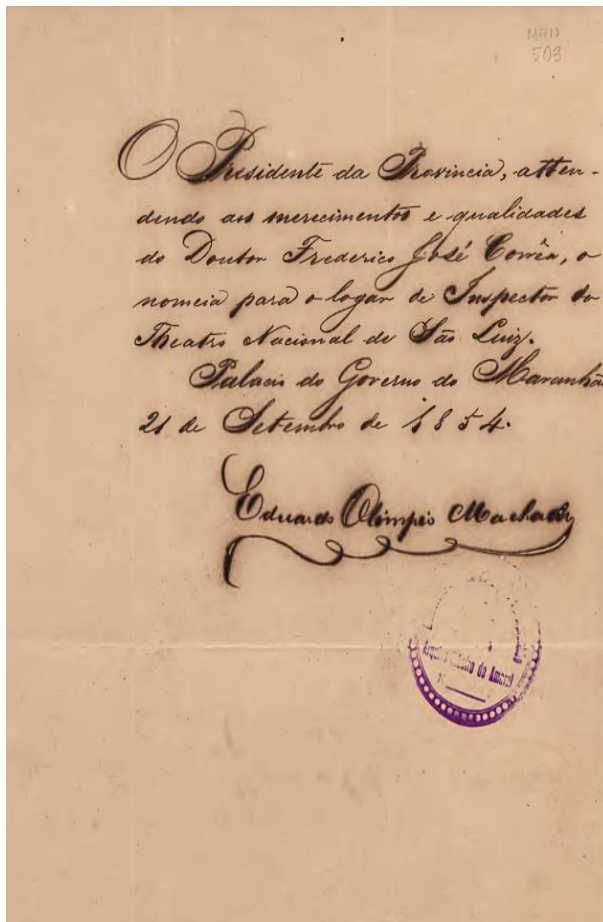 503
O Presidente da Provincia, atten-
dendo aos merecimentos e qualidades
do Doutor Frederico José Corrêa, o
nomeia para o logar de Inspector do
Theatro Nacional de São Luiz.
Palacio do Governo do Maranhão
21 de Setembro de 1854.
Eduardo Olimpio Machado
do Amaral